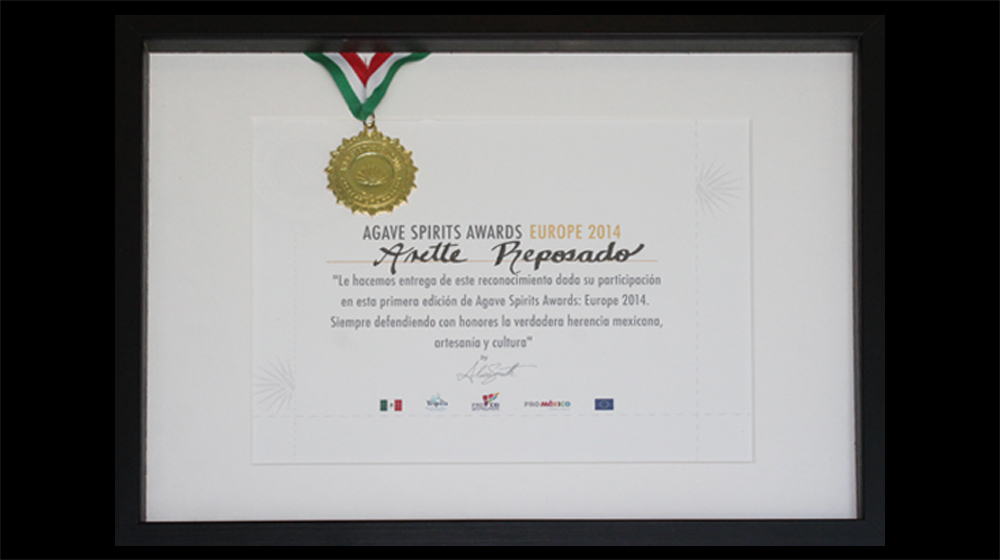 AGAVE SPIRITS AWARDS EUROPE 2014
Arette Reposado
"Le hacemos entrega de este reconocimiento dada su participación
en esta primera edición de Agave Spirits Awards: Europe 2014.
Siempre defendiendo con honores la verdadera herencia mexicana,
artesanía y cultura"
by
PROMÉXICO